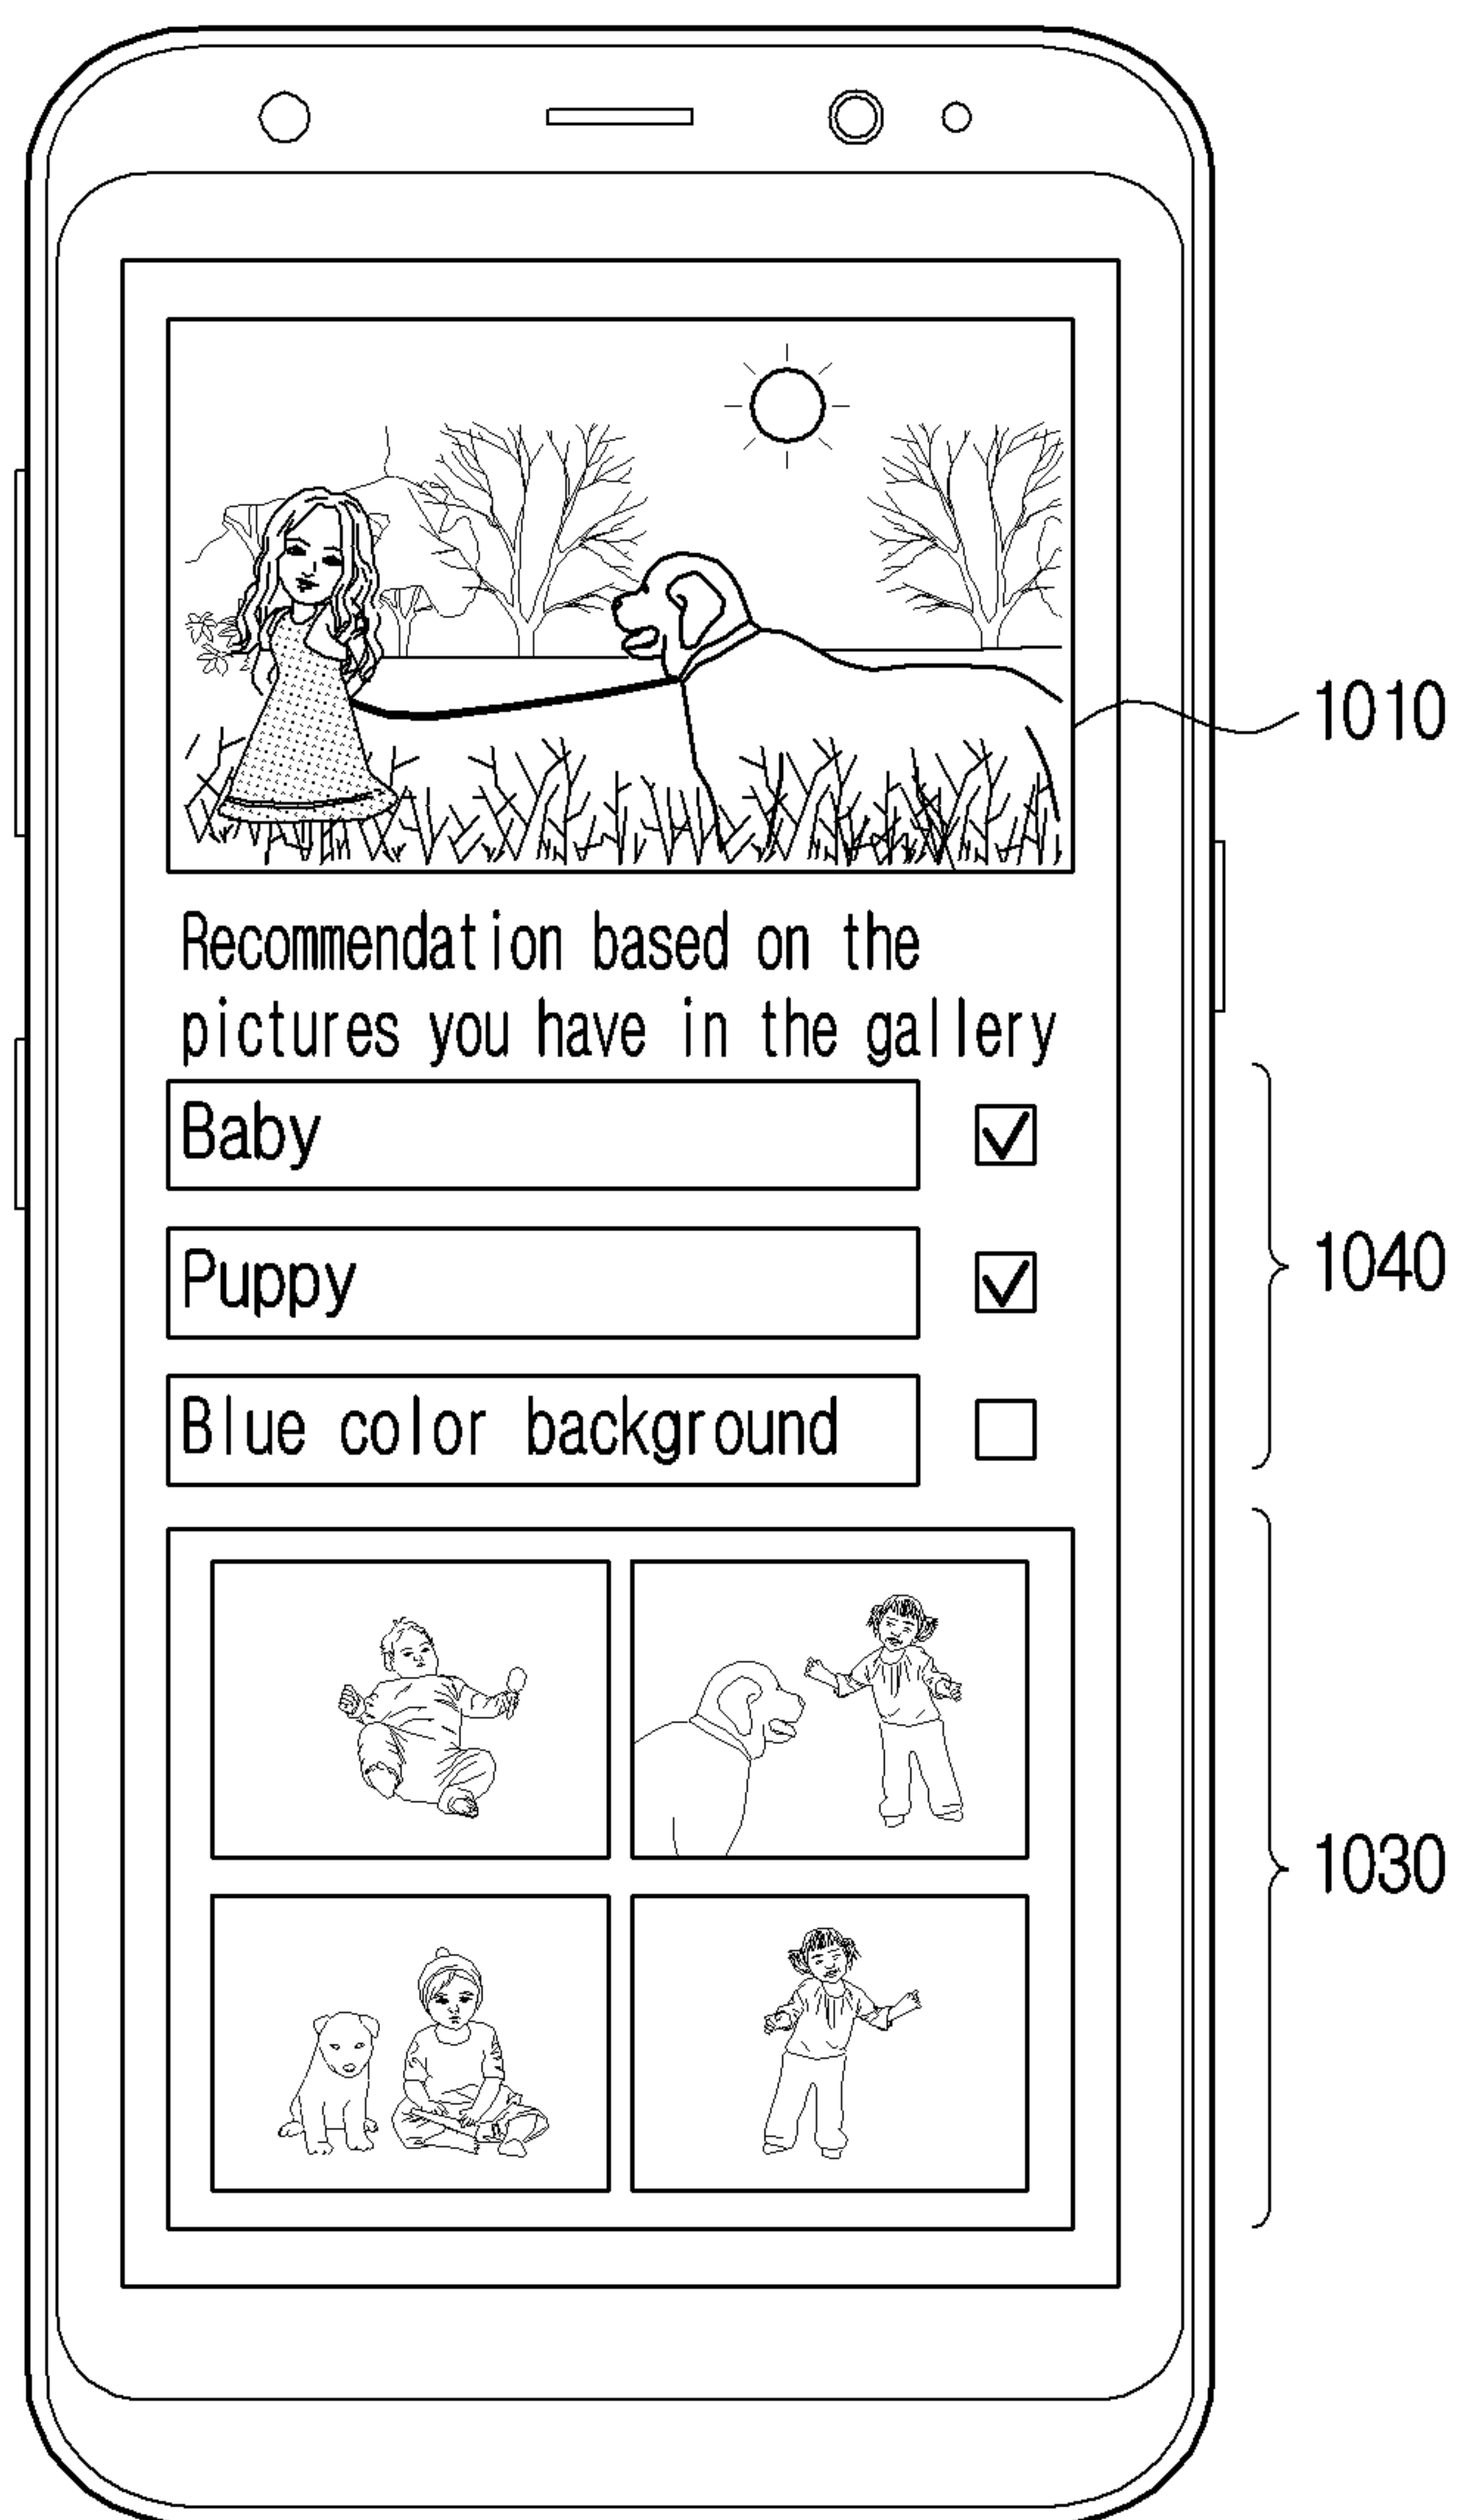 1010
Recommendation based on the
pictures you have in the gallery
Baby
Puppy
1040
Blue color background
1030